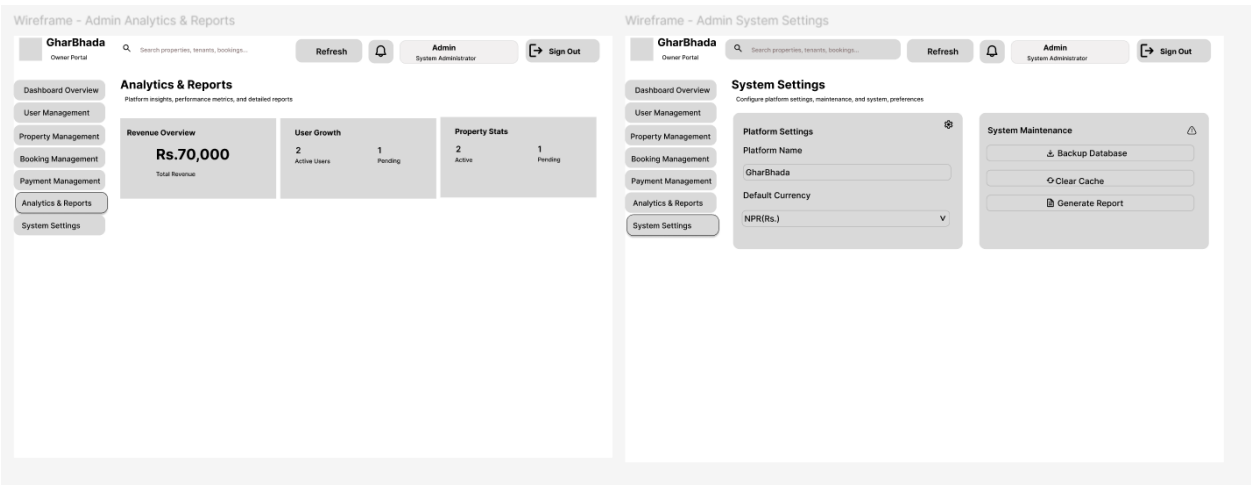 Wireframe - Admin Analytics & Reports
GharBhada
Owner Portal
Search properties, tenants, bookings...
Refresh
Admin
System Administrator
Sign Out
Dashboard Overview
User Management
Property Management
Booking Management
Payment Management
Analytics & Reports
System Settings
Analytics & Reports
Platform insights, performance metrics, and detailed reports
Revenue Overview
Rs.70,000
Total Revenue
User Growth
2
Active Users
1
Pending
Property Stats
2
Active
1
Pending
Wireframe - Admin System Settings
GharBhada
Owner Portal
Search properties, tenants, bookings...
Refresh
Admin
System Administrator
Sign Out
Dashboard Overview
User Management
Property Management
Booking Management
Payment Management
Analytics & Reports
System Settings
System Settings
Configure platform settings, maintenance, and system, preferences
Platform Settings
Platform Name
GharBhada
Default Currency
NPR(Rs.) V
System Maintenance
Backup Database
Clear Cache
Generate Report